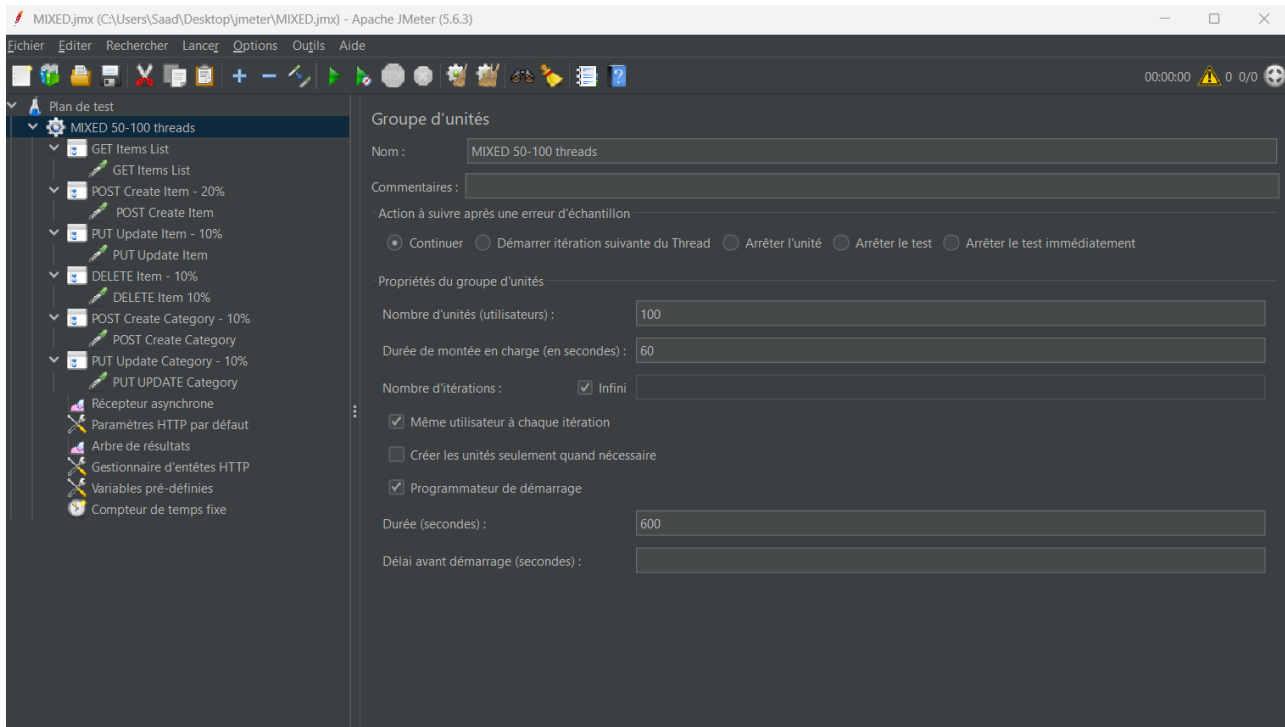 MIXED.jmx (C:\Users\Saad\Desktop\jmeter\MIXED.jmx) - Apache JMeter (5.6.3)
Fichier Editer Rechercher Lancer Options Outils Aide
00:00:00 0 0/0
Plan de test
MIXED 50-100 threads
GET Items List
GET Items List
POST Create Item - 20%
POST Create Item
PUT Update Item - 10%
PUT Update Item
DELETE Item - 10%
DELETE Item 10%
POST Create Category - 10%
POST Create Category
PUT Update Category - 10%
PUT UPDATE Category
Récepteur asynchrone
Paramètres HTTP par défaut
Arbre de résultats
Gestionnaire d'entêtes HTTP
Variables pré-définies
Compteur de temps fixe
Groupe d'unités
Nom : MIXED 50-100 threads
Commentaires :
Action à suivre après une erreur d'échantillon
Continuer Démarrer itération suivante du Thread Arrêter l'unité Arrêter le test Arrêter le test immédiatement
Propriétés du groupe d'unités
Nombre d'unités (utilisateurs) : 100
Durée de montée en charge (en secondes) : 60
Nombre d'itérations : Infini
Même utilisateur à chaque itération
Créer les unités seulement quand nécessaire
Programmateur de démarrage
Durée (secondes) : 600
Délai avant démarrage (secondes) :